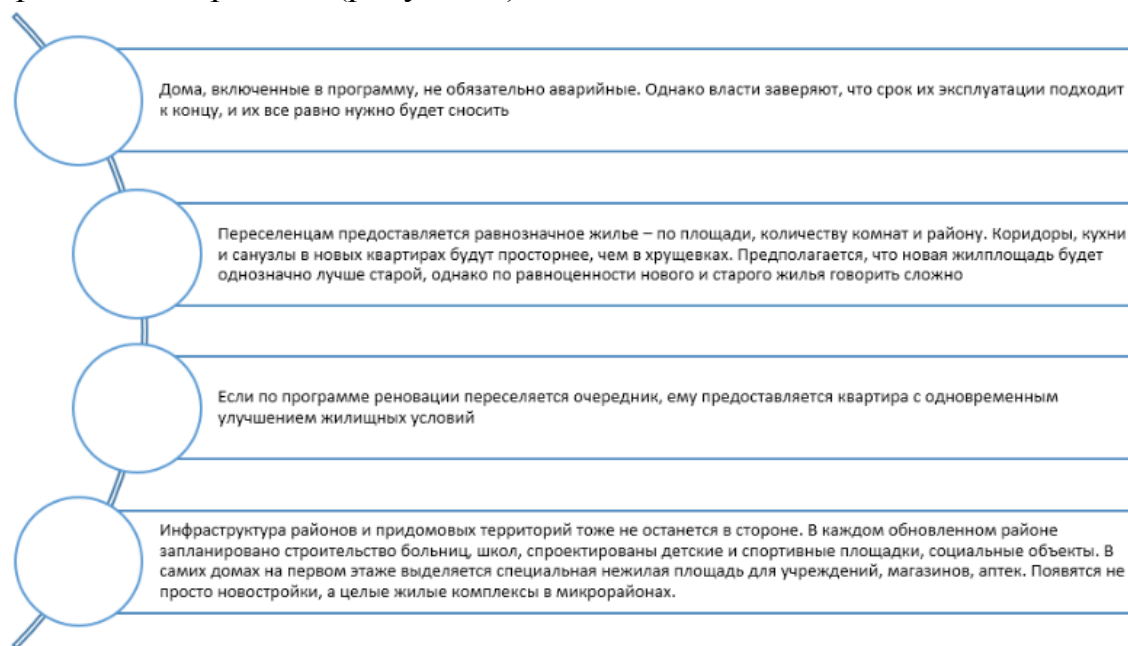 Дома, включенные в программу, не обязательно аварийные. Однако власти заверяют, что срок их эксплуатации подходит
к концу, и их все равно нужно будет сносить
Переселенцам предоставляется равнозначное жилье – по площади, количеству комнат и району. Коридоры, кухни
и санузлы в новых квартирах будут просторнее, чем в хрущевках. Предполагается, что новая жилплощадь будет
однозначно лучше старой, однако по равноценности нового и старого жилья говорить сложно
Если по программе реновации переселяется очередник, ему предоставляется квартира с одновременным
улучшением жилищных условий
Инфраструктура районов и придомовых территорий тоже не останется в стороне. В каждом обновленном районе
запланировано строительство больниц, школ, спроектированы детские и спортивные площадки, социальные объекты. В
самих домах на первом этаже выделяется специальная нежилая площадь для учреждений, магазинов, аптек. Появятся не
просто новостройки, а целые жилые комплексы в микрорайонах.